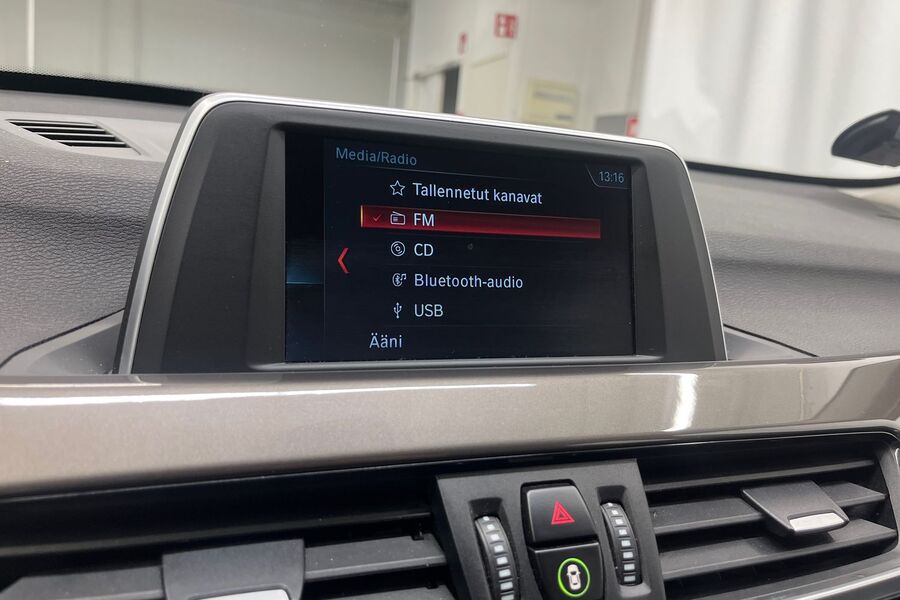 Media/Radio
13:16
Tallennetut kanavat
FM
CD
Bluetooth-audio
USB
Ääni